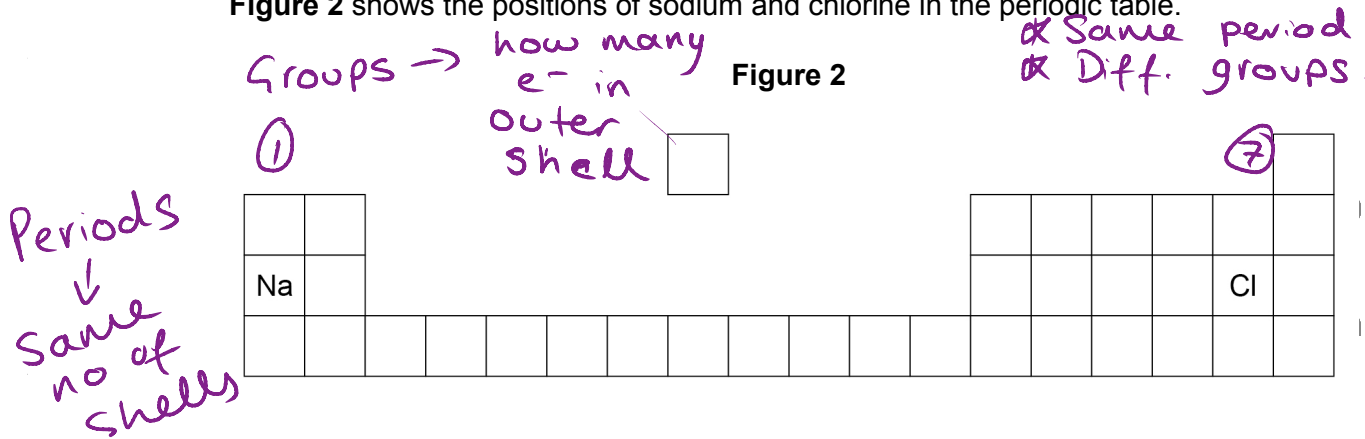 Figure 2 shows the positions of sodium and chlorine in the periodic table.
Groups → how many
e⁻ in
outer
shell
Figure 2
* Same period
* Diff. groups
① 
⑦
Periods
↓
Same
no of
shells
Na
Cl